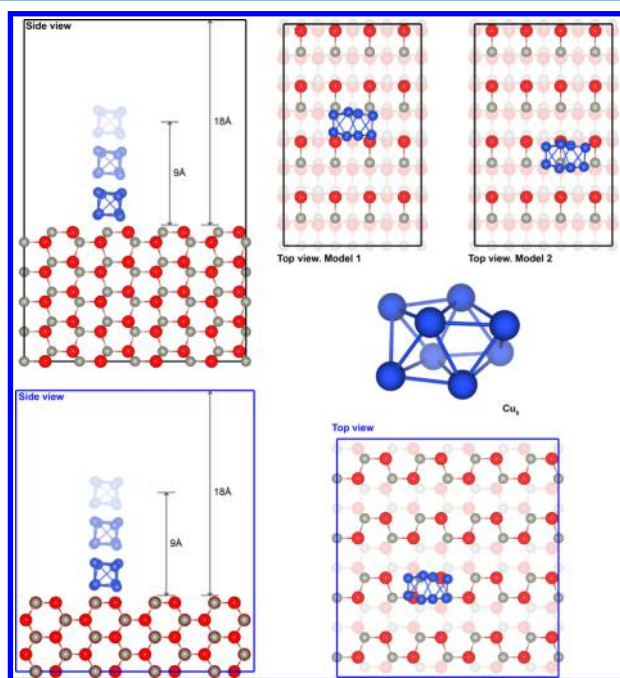 Side view
18Å
9Å
Top view. Model 1
Top view. Model 2
Cu₈
Side view
18Å
9Å
Top view